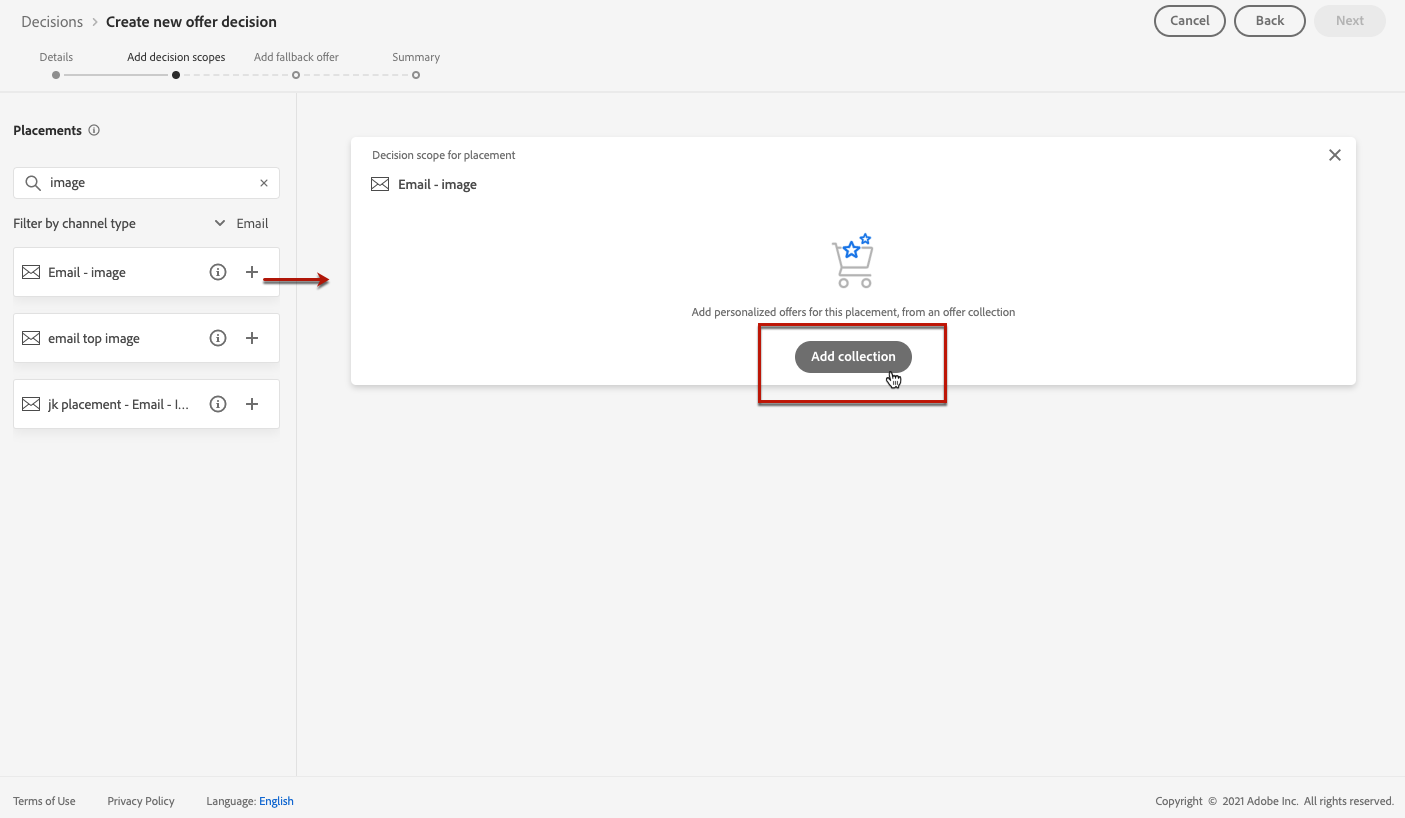 Decisions > Create new offer decision
Cancel
Back
Next
Details
Add decision scopes
Add fallback offer
Summary
Placements
image
Filter by channel type
Email
Email - image
email top image
jk placement - Email - I...
Decision scope for placement
Email - image
Add personalized offers for this placement, from an offer collection
Add collection
Terms of Use
Privacy Policy
Language: English
Copyright © 2021 Adobe Inc. All rights reserved.